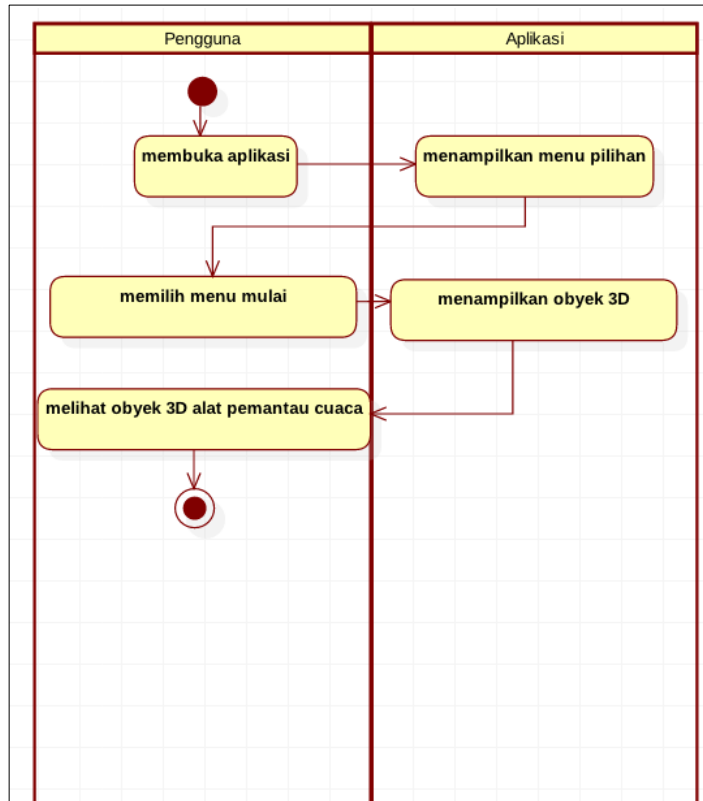 Pengguna
Aplikasi
membuka aplikasi
menampilkan menu pilihan
memilih menu mulai
menampilkan obyek 3D
melihat obyek 3D alat pemantau cuaca